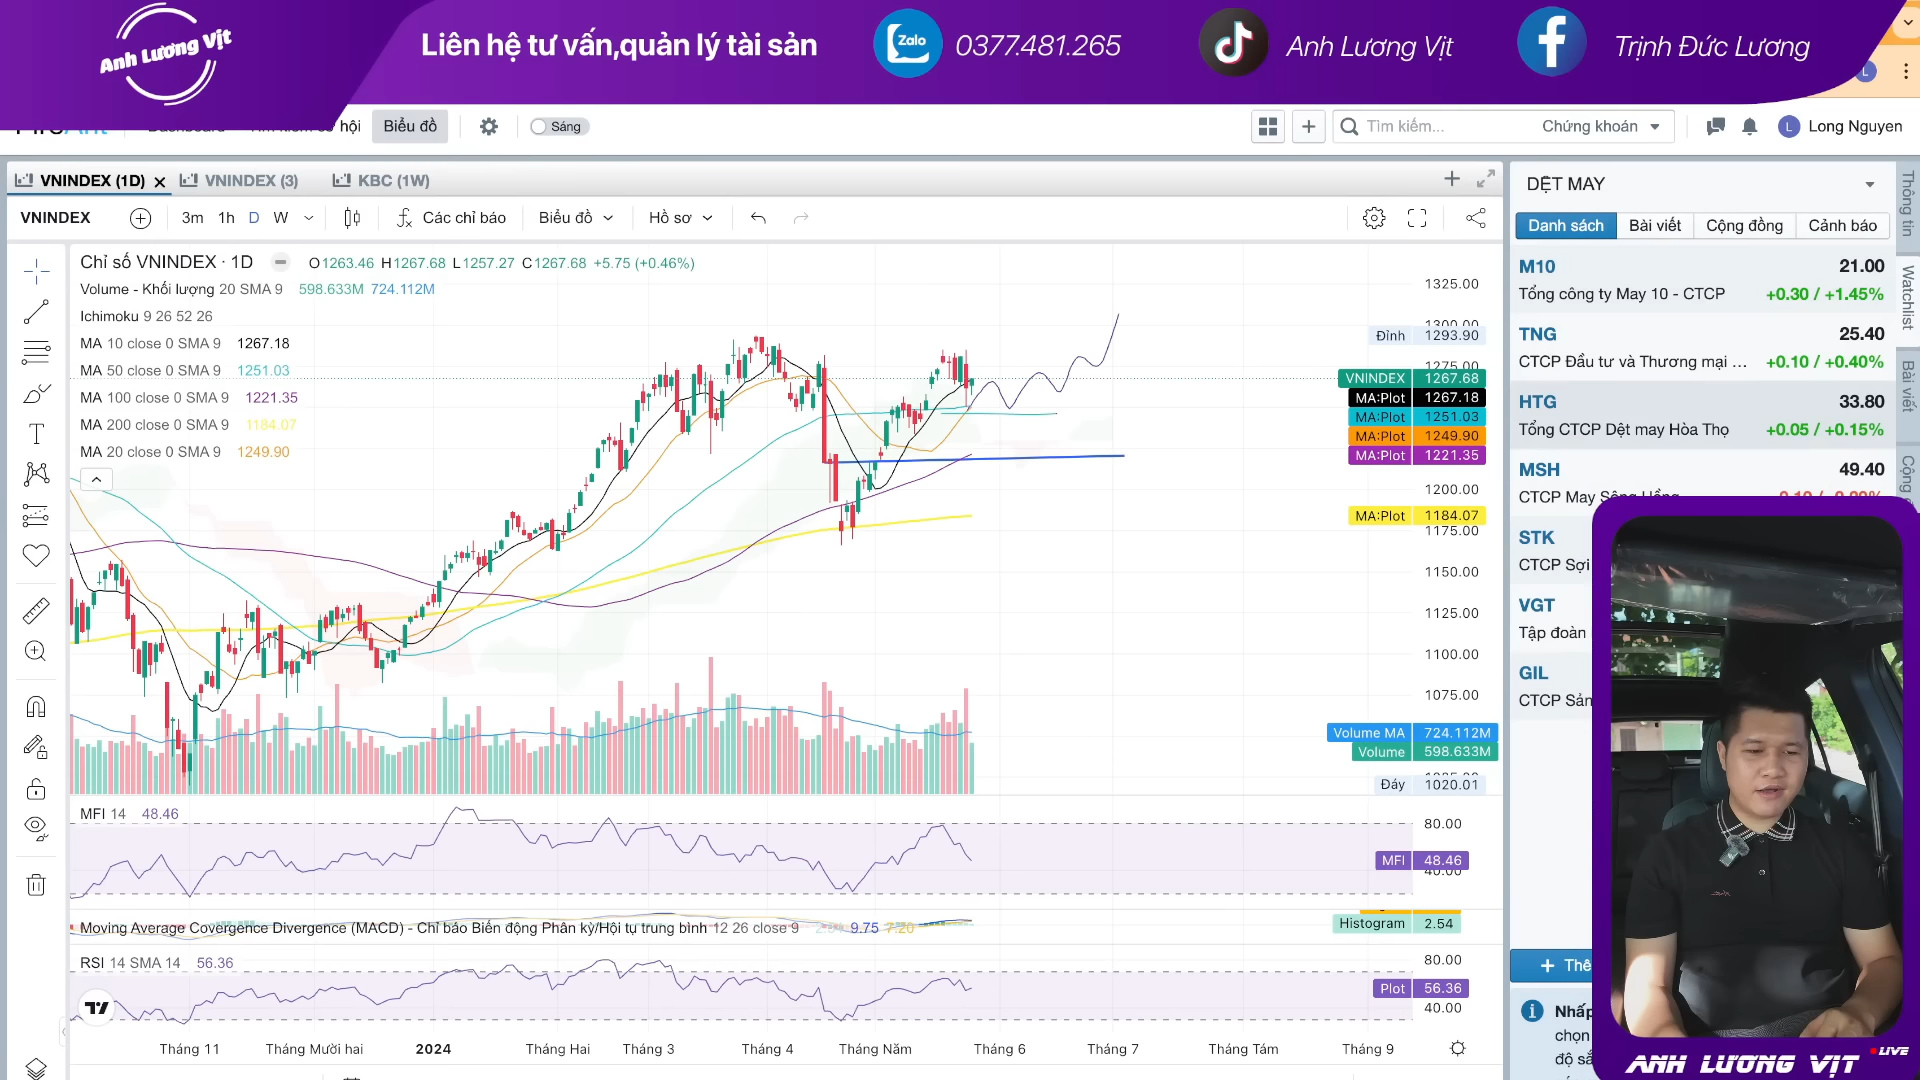 Anh Lương Vịt
Liên hệ tư vấn,quản lý tài sản
Zalo
0377.481.265
Anh Lương Vịt
Trịnh Đức Lương
L
hội
Biểu đồ
Sáng
Tìm kiếm...
Chứng khoán
L
Long Nguyen
VNINDEX (1D)
VNINDEX (3)
KBC (1W)
VNINDEX
3m
1h
D
W
Các chỉ báo
Biểu đồ
Hồ sơ
Chỉ số VNINDEX · 1D
O1263.46 H1267.68 L1257.27 C1267.68 +5.75 (+0.46%)
Volume - Khối lượng 20 SMA 9 598.633M 724.112M
Ichimoku 9 26 52 26
MA 10 close 0 SMA 9 1267.18
MA 50 close 0 SMA 9 1251.03
MA 100 close 0 SMA 9 1221.35
MA 200 close 0 SMA 9 1184.07
MA 20 close 0 SMA 9 1249.90
1325.00
1300.00
Đỉnh 1293.90
1275.00
VNINDEX 1267.68
MA:Plot 1267.18
MA:Plot 1251.03
MA:Plot 1249.90
MA:Plot 1221.35
1200.00
MA:Plot 1184.07
1175.00
1150.00
1125.00
1100.00
1075.00
Volume MA 724.112M
Volume 598.633M
Đáy 1020.01
MFI 14 48.46
80.00
MFI 48.46
40.00
Moving Average Covergence Divergence (MACD) - Chỉ báo Biến động Phân kỳ/Hội tụ trung bình 12 26 close 9 9.75 7.20
Histogram 2.54
RSI 14 SMA 14 56.36
80.00
Plot 56.36
40.00
Tháng 11
Tháng Mười hai
2024
Tháng Hai
Tháng 3
Tháng 4
Tháng Năm
Tháng 6
Tháng 7
Tháng Tám
Tháng 9
DỆT MAY
Danh sách
Bài viết
Cộng đồng
Cảnh báo
M10 21.00
Tổng công ty May 10 - CTCP +0.30 / +1.45%
TNG 25.40
CTCP Đầu tư và Thương mại ... +0.10 / +0.40%
HTG 33.80
Tổng CTCP Dệt may Hòa Thọ +0.05 / +0.15%
MSH 49.40
CTCP May Sông Hồng
STK
CTCP Sợi
VGT
Tập đoàn
GIL
CTCP
Thông tin
Watchlist
Bài viết
Cộng
+
Nhấp
chọn
ANH LƯƠNG VỊT
LIVE